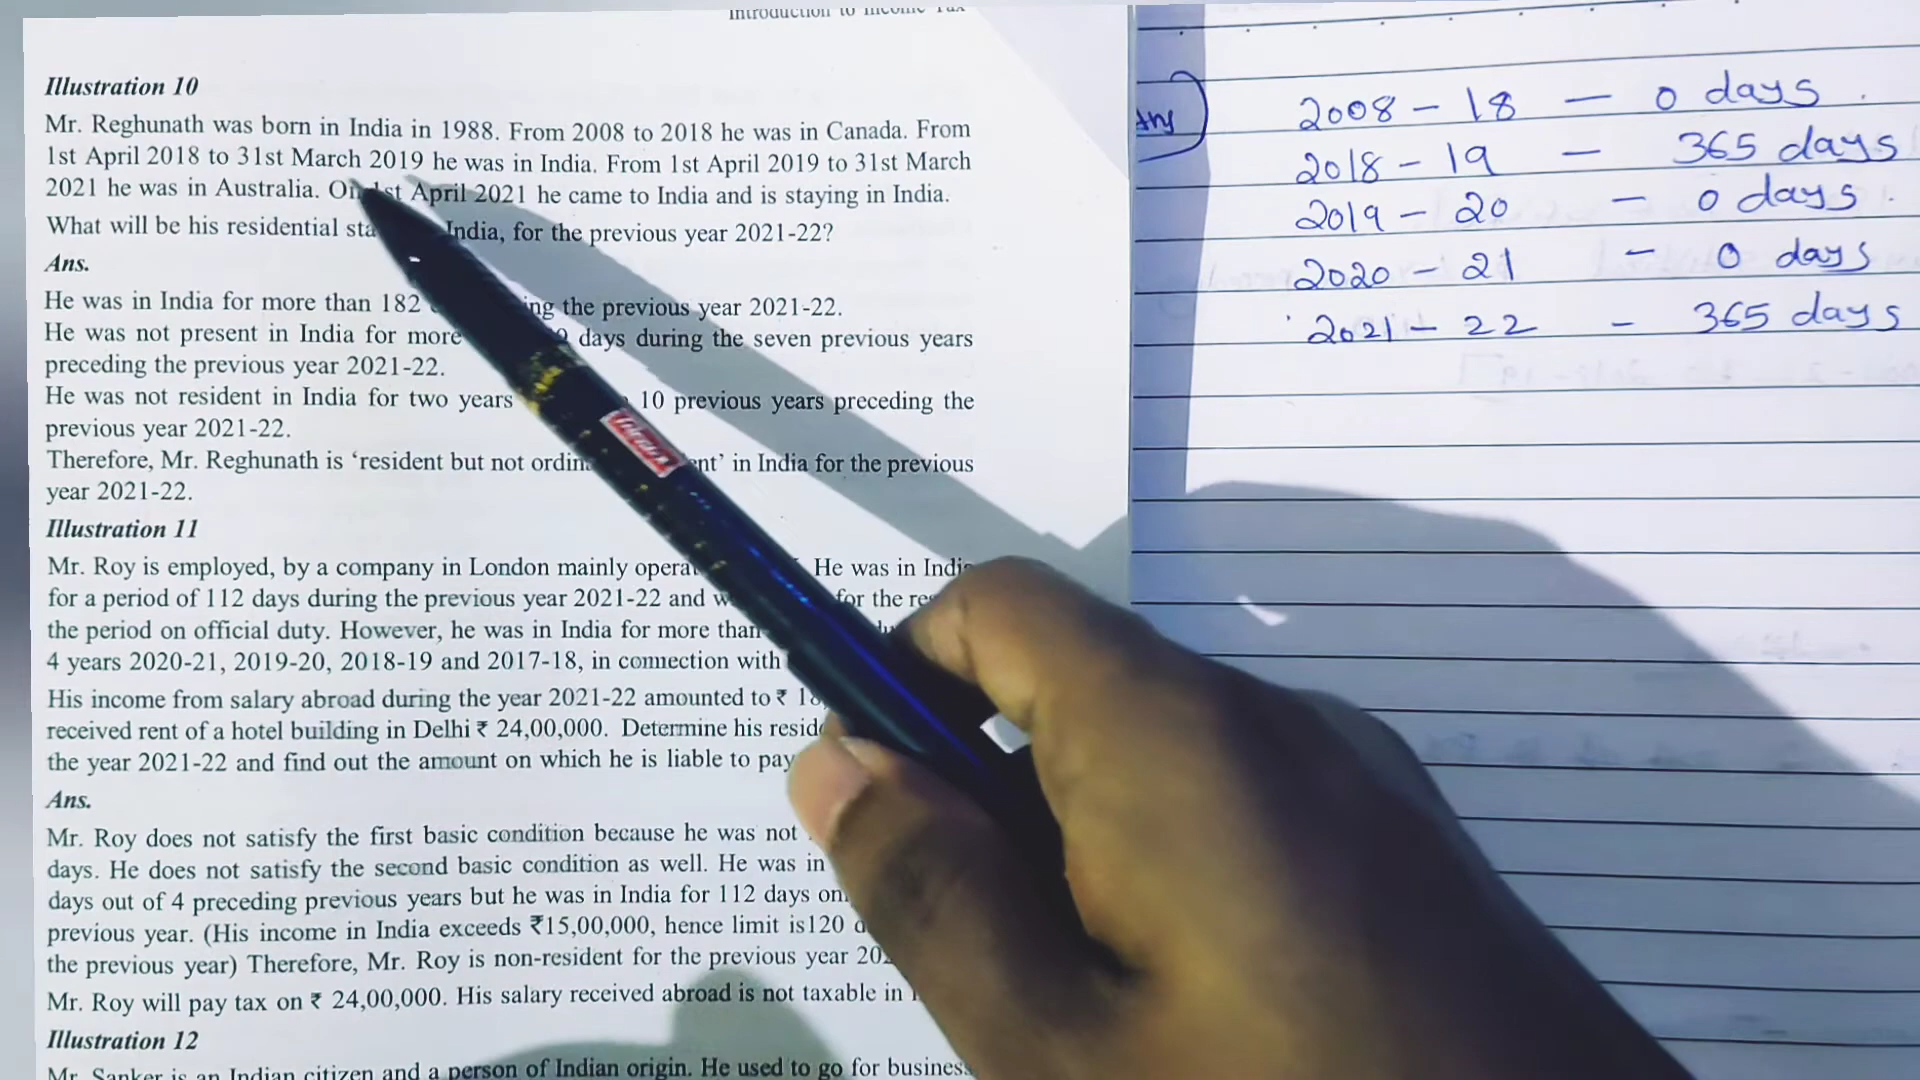 Introduction to Income Tax
Illustration 10
Mr. Reghunath was born in India in 1988. From 2008 to 2018 he was in Canada. From
1st April 2018 to 31st March 2019 he was in India. From 1st April 2019 to 31st March
2021 he was in Australia. On 1st April 2021 he came to India and is staying in India.
What will be his residential India, for the previous year 2021-22?
Ans.
He was in India for more than 182 the previous year 2021-22.
He was not present in India for more days during the seven previous years
preceding the previous year 2021-22.
He was not resident in India for two years 10 previous years preceding the
previous year 2021-22.
Therefore, Mr. Reghunath is ‘resident but not in India for the previous
year 2021-22.
Illustration 11
Mr. Roy is employed, by a company in London mainly He was in India
for a period of 112 days during the previous year 2021-22 and for the
the period on official duty. However, he was in India for more than
4 years 2020-21, 2019-20, 2018-19 and 2017-18, in connection with
His income from salary abroad during the year 2021-22 amounted to ₹
received rent of a hotel building in Delhi ₹ 24,00,000. Determine his
the year 2021-22 and find out the amount on which he is liable to pay
Ans.
Mr. Roy does not satisfy the first basic condition because he was not
days. He does not satisfy the second basic condition as well. He was in
days out of 4 preceding previous years but he was in India for 112 days
previous year. (His income in India exceeds ₹15,00,000, hence limit is120
the previous year) Therefore, Mr. Roy is non-resident for the previous year
Mr. Roy will pay tax on ₹ 24,00,000. His salary received abroad is not taxable in
Illustration 12
Mr. Sanker is an Indian citizen and a person of Indian origin. He used to go for business
Ans
2008 - 18 — 0 days
2018 - 19 — 365 days
2019 - 20 — 0 days
2020 - 21 — 0 days
2021 - 22 - 365 days